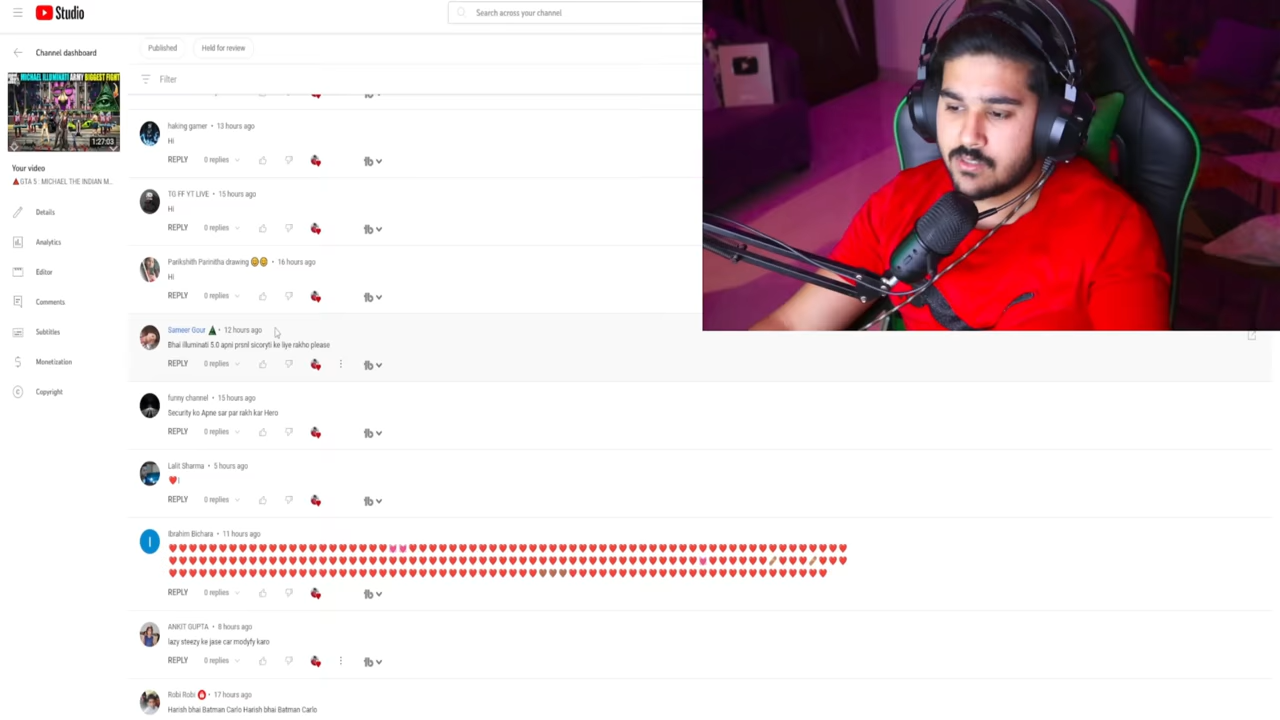 Studio
Search across your channel
Channel dashboard
Published
Held for review
Filter
MICHAEL ILLUMINATI ARMY BIGGEST FIGHT
1:27:03
Your video
🔺GTA 5 : MICHAEL THE INDIAN M...
Details
Analytics
Editor
Comments
Subtitles
Monetization
Copyright
haking gamer • 13 hours ago
Hi
REPLY 0 replies
TG FF YT LIVE • 15 hours ago
Hi
REPLY 0 replies
Parikshith Parinitha drawing 😑😑 • 16 hours ago
Hi
REPLY 0 replies
Sameer Gour • 12 hours ago
Bhai illuminati 5.0 apni prsnl sicoryti ke liye rakho please
REPLY 0 replies
funny channel • 15 hours ago
Security ko Apne sar par rakh kar Hero
REPLY 0 replies
Lalit Sharma • 5 hours ago
REPLY 0 replies
I
Ibrahim Bichara • 11 hours ago
REPLY 0 replies
ANKIT GUPTA • 8 hours ago
lazy steezy ke jase car modyfy karo
REPLY 0 replies
Robi Robi • 17 hours ago
Harish bhai Batman Carlo Harish bhai Batman Carlo